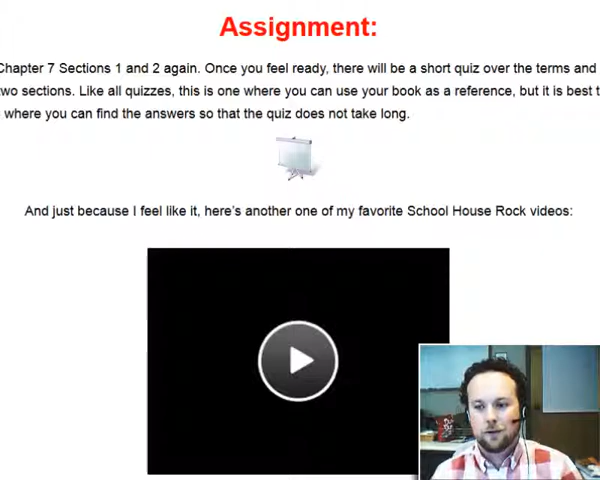 Assignment:
Chapter 7 Sections 1 and 2 again. Once you feel ready, there will be a short quiz over the terms and
two sections. Like all quizzes, this is one where you can use your book as a reference, but it is best t
where you can find the answers so that the quiz does not take long.
And just because I feel like it, here's another one of my favorite School House Rock videos: